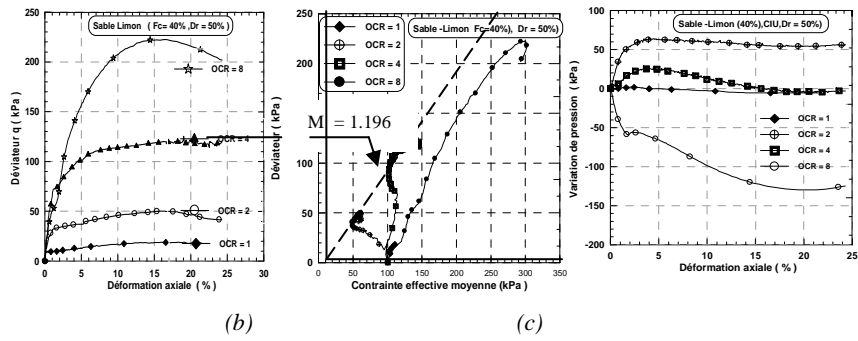 (b)
Sable Limon ( Fc= 40% ,Dr = 50%)
250
200
150
100
50
0
Déviateur q ( kPa )
OCR = 8
OCR = 4
OCR = 2
OCR = 1
0 5 10 15 20 25 30
Déformation axiale ( % )
(b)
(c)
Sable -Limon Fc=40%), Dr = 50%)
OCR = 1
OCR = 2
OCR = 4
OCR = 8
M = 1.196
200
150
100
50
0
Déviateur ( kPa )
0 50 100 150 200 250 300 350
Contrainte effective moyenne (kPa )
(c)
(d)
Sable -Limon (40%),CIU,Dr = 50%)
100
50
0
-50
-100
-150
-200
Variation de pression ( kPa)
OCR = 1
OCR = 2
OCR = 4
OCR = 8
0 5 10 15 20 25
Déformation axiale ( % )